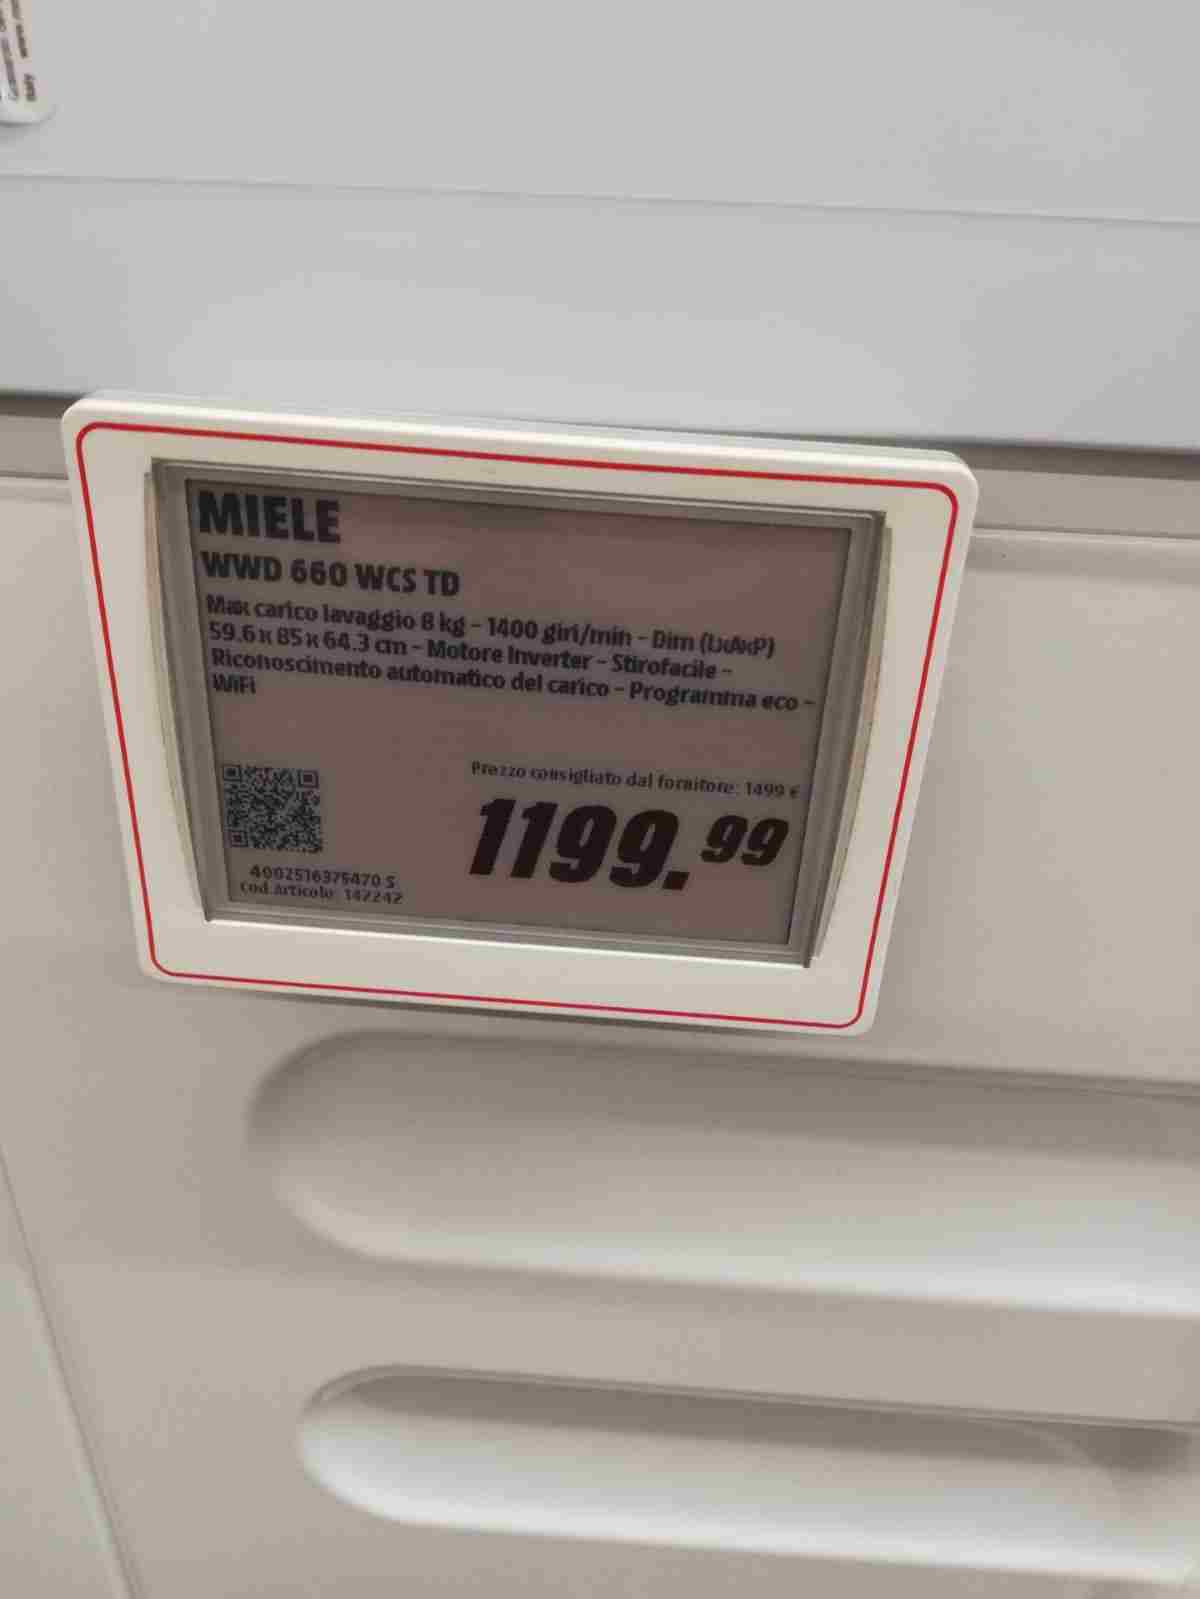 MIELE
WWD 660 WCS TD
Max carico lavaggio 8 kg - 1400 giri/min - Dim (LxAxP)
59.6 x 85 x 64.3 cm - Motore Inverter - Stirofacile -
Riconoscimento automatico del carico - Programma eco -
WiFi
Prezzo consigliato dal fornitore: 1499 €
1199.99
4002516375470 S
Cod.Articolo: 142242